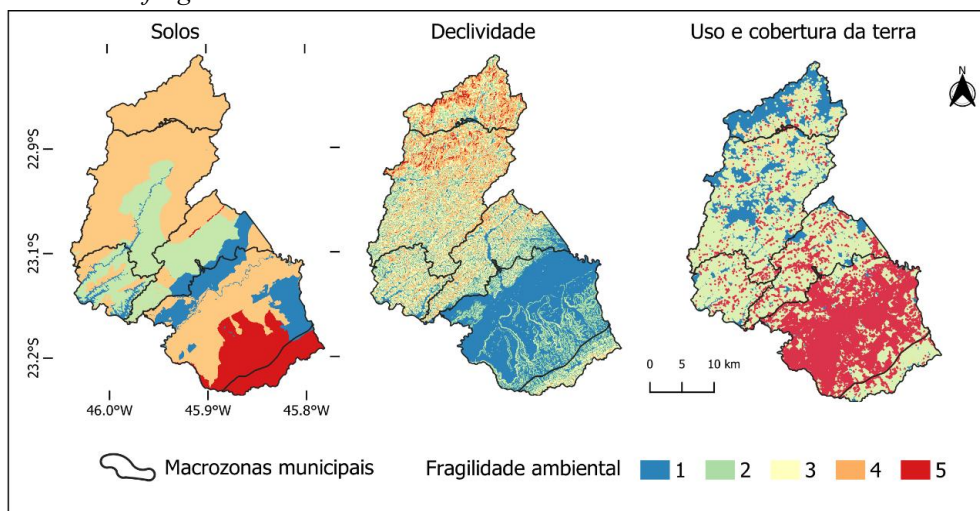 Solos
Declividade
Uso e cobertura da terra
N
22.9°S
23.1°S
23.2°S
46.0°W
45.9°W
45.8°W
0 5 10 km
Macrozonas municipais
Fragilidade ambiental
1
2
3
4
5